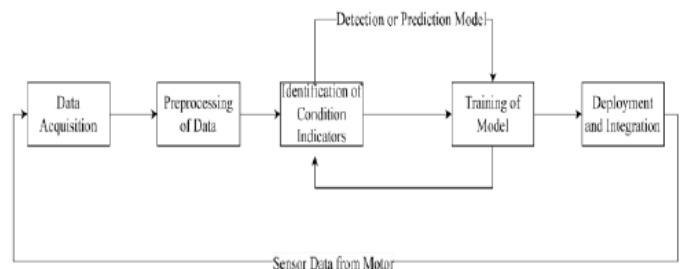 Detection or Prediction Model
Data
Acquisition
Preprocessing
of Data
Identification of
Condition
Indicators
Training of
Model
Deployment
and Integration
Sensor Data from Motor